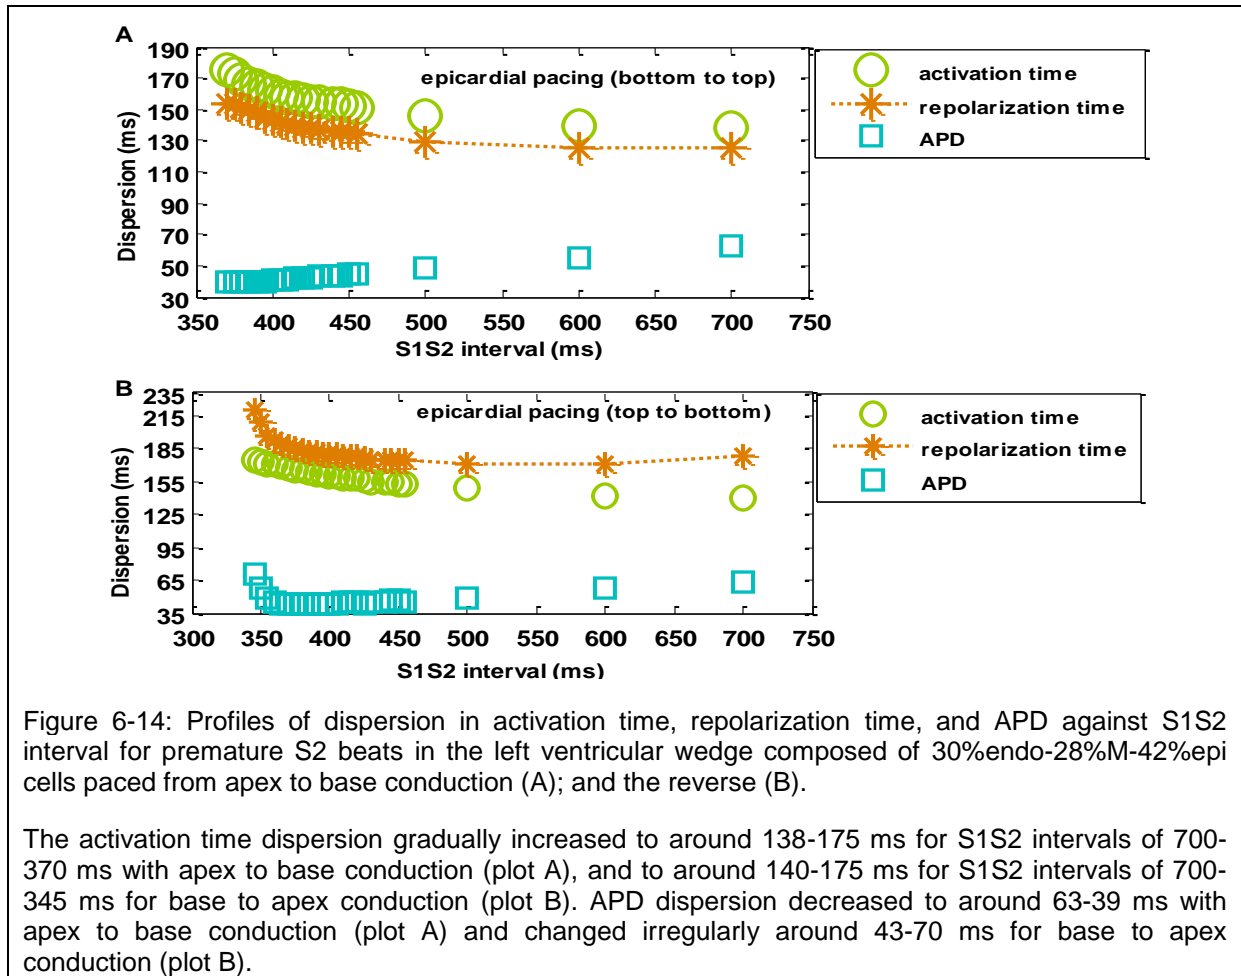 A
190
170
150
130
110
90
70
50
30
Dispersion (ms)
epicardial pacing (bottom to top)
activation time
repolarization time
APD
350 400 450 500 550 600 650 700 750
S1S2 interval (ms)
B
235
215
185
155
125
95
65
35
Dispersion (ms)
epicardial pacing (top to bottom)
activation time
repolarization time
APD
300 350 400 450 500 550 600 650 700 750
S1S2 interval (ms)
Figure 6-14: Profiles of dispersion in activation time, repolarization time, and APD against S1S2
interval for premature S2 beats in the left ventricular wedge composed of 30%endo-28%M-42%epi
cells paced from apex to base conduction (A); and the reverse (B).
The activation time dispersion gradually increased to around 138-175 ms for S1S2 intervals of 700-
370 ms with apex to base conduction (plot A), and to around 140-175 ms for S1S2 intervals of 700-
345 ms for base to apex conduction (plot B). APD dispersion decreased to around 63-39 ms with
apex to base conduction (plot A) and changed irregularly around 43-70 ms for base to apex
conduction (plot B).